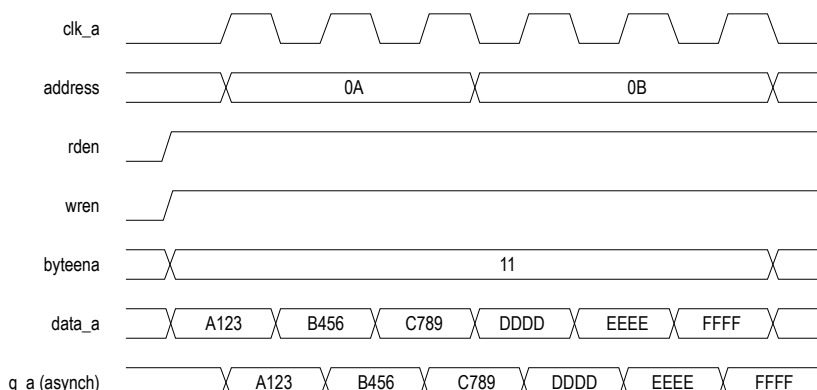 clk_a
address 0A 0B
rden
wren
byteena 11
data_a A123 B456 C789 DDDD EEEE FFFF
q_a (asynch) A123 B456 C789 DDDD EEEE FFFF